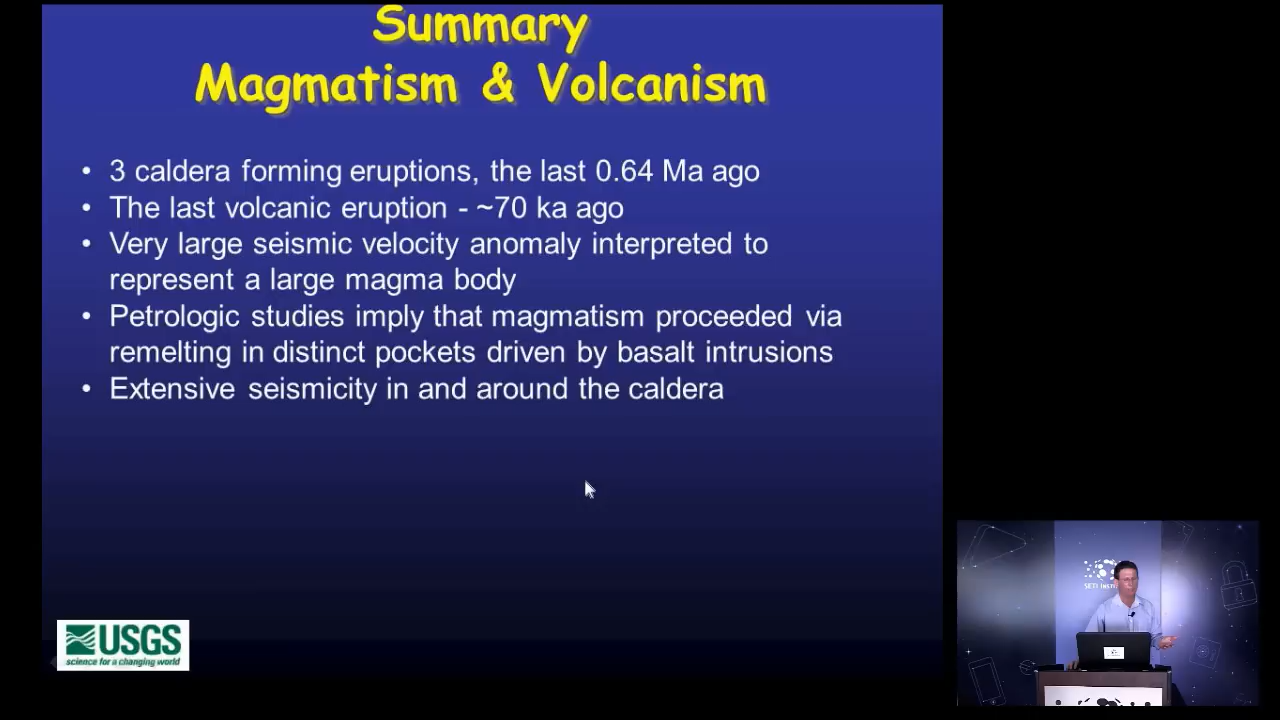 Summary
Magmatism & Volcanism
• 3 caldera forming eruptions, the last 0.64 Ma ago
• The last volcanic eruption - ~70 ka ago
• Very large seismic velocity anomaly interpreted to
represent a large magma body
• Petrologic studies imply that magmatism proceeded via
remelting in distinct pockets driven by basalt intrusions
• Extensive seismicity in and around the caldera
USGS
science for a changing world
SETI